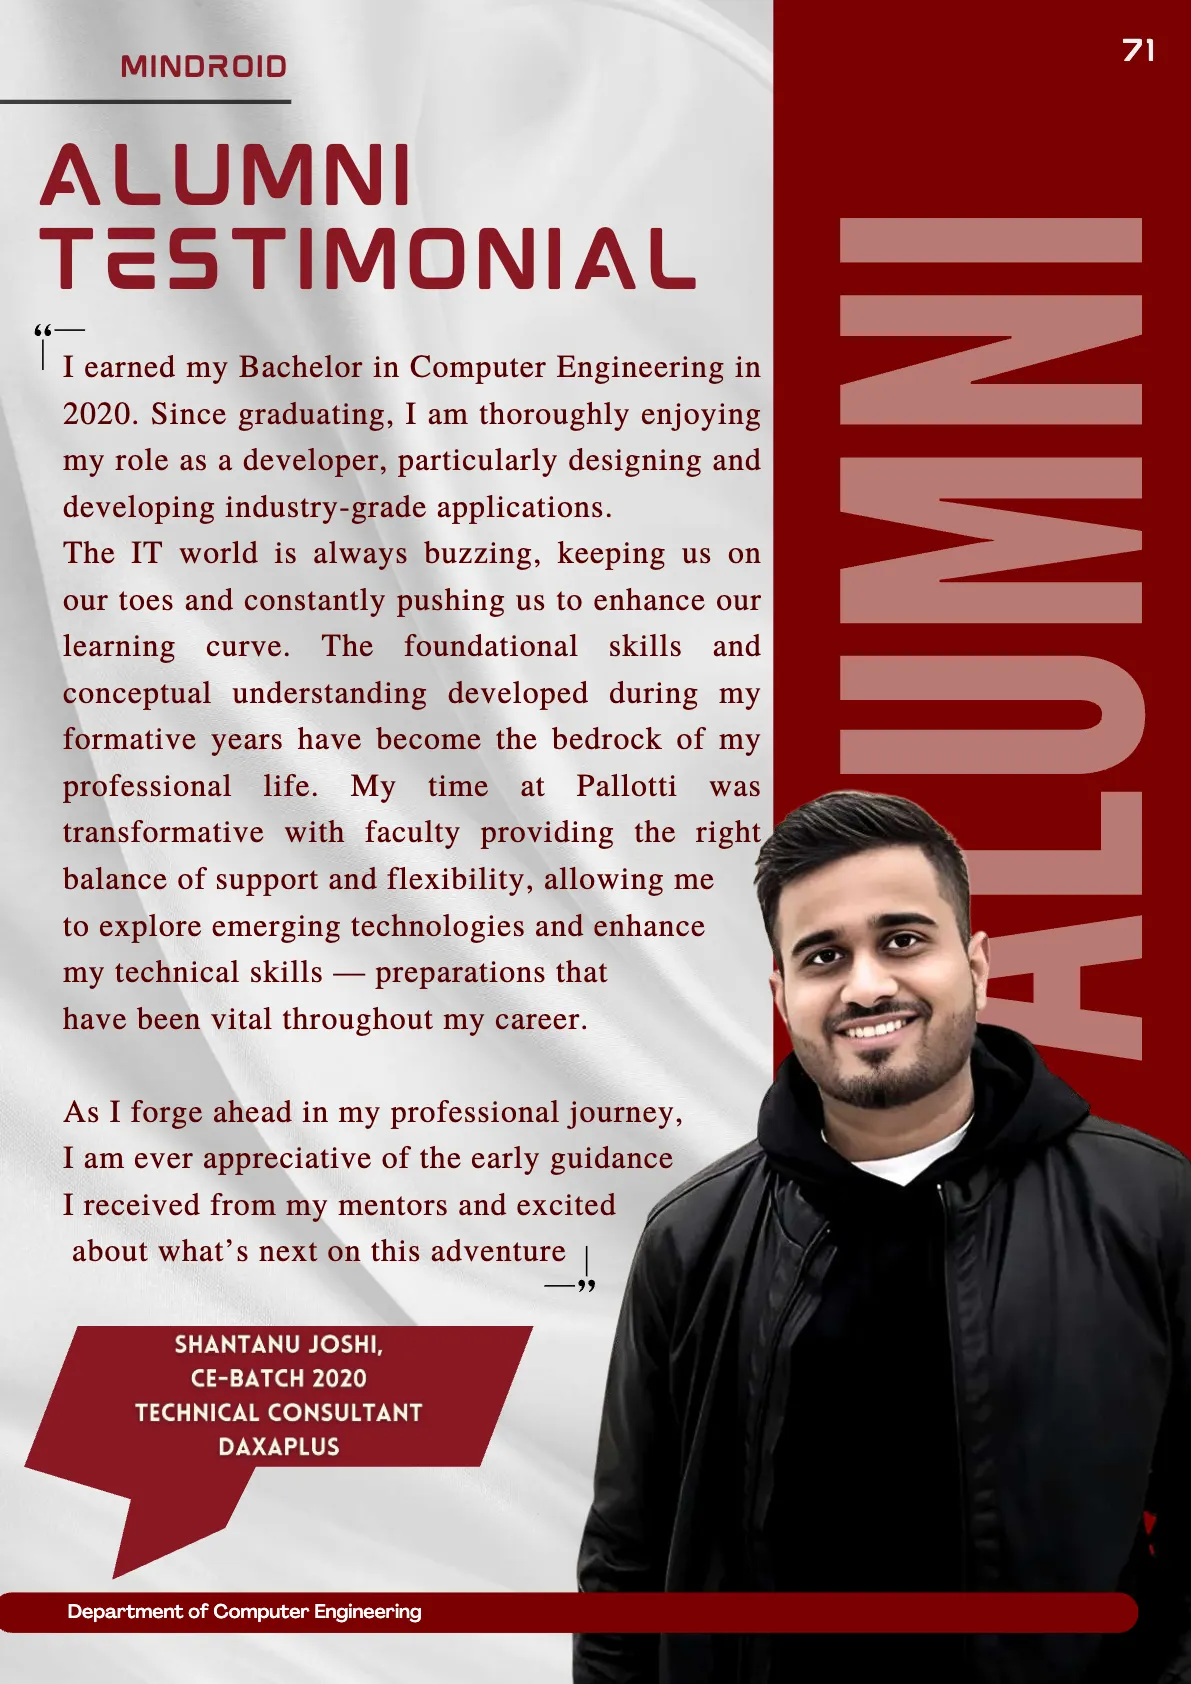 MINDROID
71
ALUMNI
TESTIMONIAL
“
I earned my Bachelor in Computer Engineering in
2020. Since graduating, I am thoroughly enjoying
my role as a developer, particularly designing and
developing industry-grade applications.
The IT world is always buzzing, keeping us on
our toes and constantly pushing us to enhance our
learning curve. The foundational skills and
conceptual understanding developed during my
formative years have become the bedrock of my
professional life. My time at Pallotti was
transformative with faculty providing the right
balance of support and flexibility, allowing me
to explore emerging technologies and enhance
my technical skills — preparations that
have been vital throughout my career.
As I forge ahead in my professional journey,
I am ever appreciative of the early guidance
I received from my mentors and excited
about what’s next on this adventure
”
ALUMNI
SHANTANU JOSHI,
CE-BATCH 2020
TECHNICAL CONSULTANT
DAXAPLUS
Department of Computer Engineering